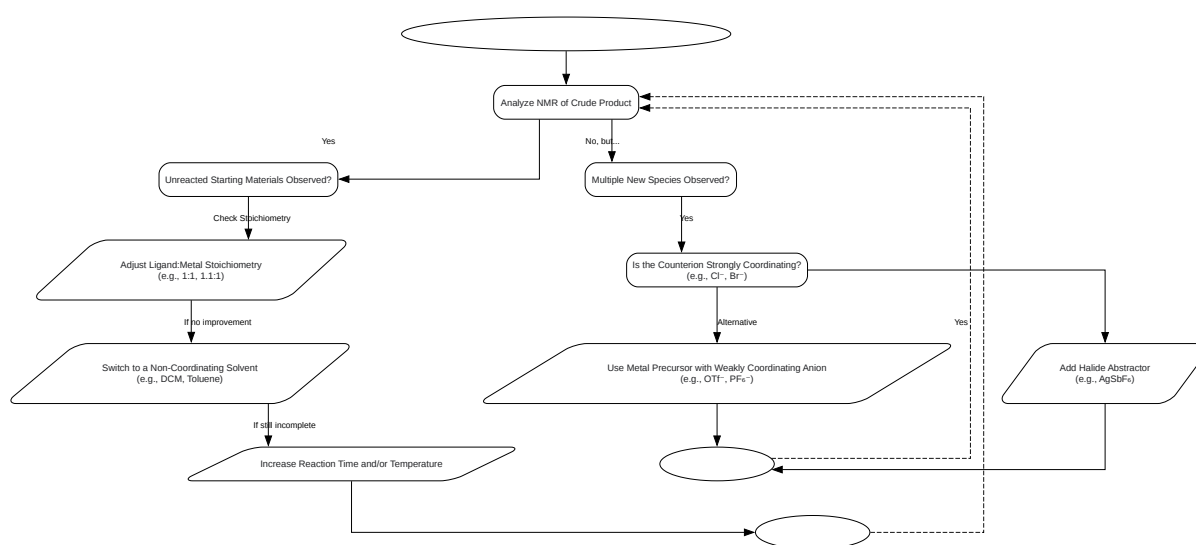 Analyze NMR of Crude Product
Yes
No, but...
Unreacted Starting Materials Observed?
Multiple New Species Observed?
Check Stoichiometry
Yes
Adjust Ligand:Metal Stoichiometry
(e.g., 1:1, 1.1:1)
Is the Counterion Strongly Coordinating?
(e.g., Cl⁻, Br⁻)
If no improvement
Alternative
Yes
Switch to a Non-Coordinating Solvent
(e.g., DCM, Toluene)
Use Metal Precursor with Weakly Coordinating Anion
(e.g., OTf⁻, PF₆⁻)
Add Halide Abstractor
(e.g., AgSbF₆)
If still incomplete
Increase Reaction Time and/or Temperature